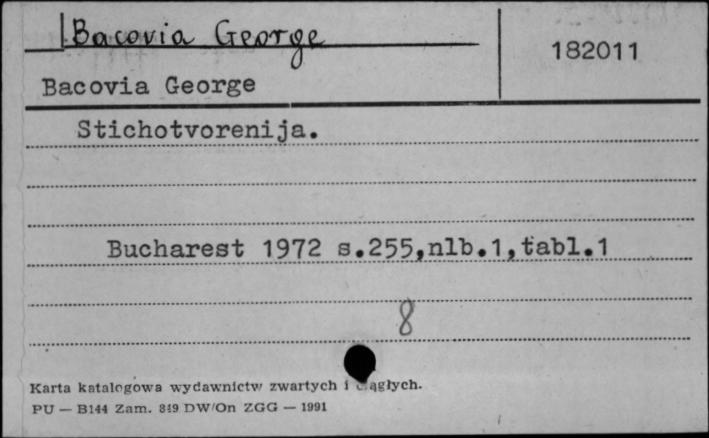 Bacovia George
182011
Bacovia George
Stichotvorenija.
Bucharest 1972 s.255,nlb.1,tabl.1
8
Karta katalogowa wydawnictw zwartych i ciągłych.
PU — B144 Zam. 849 DW/On ZGG — 1991